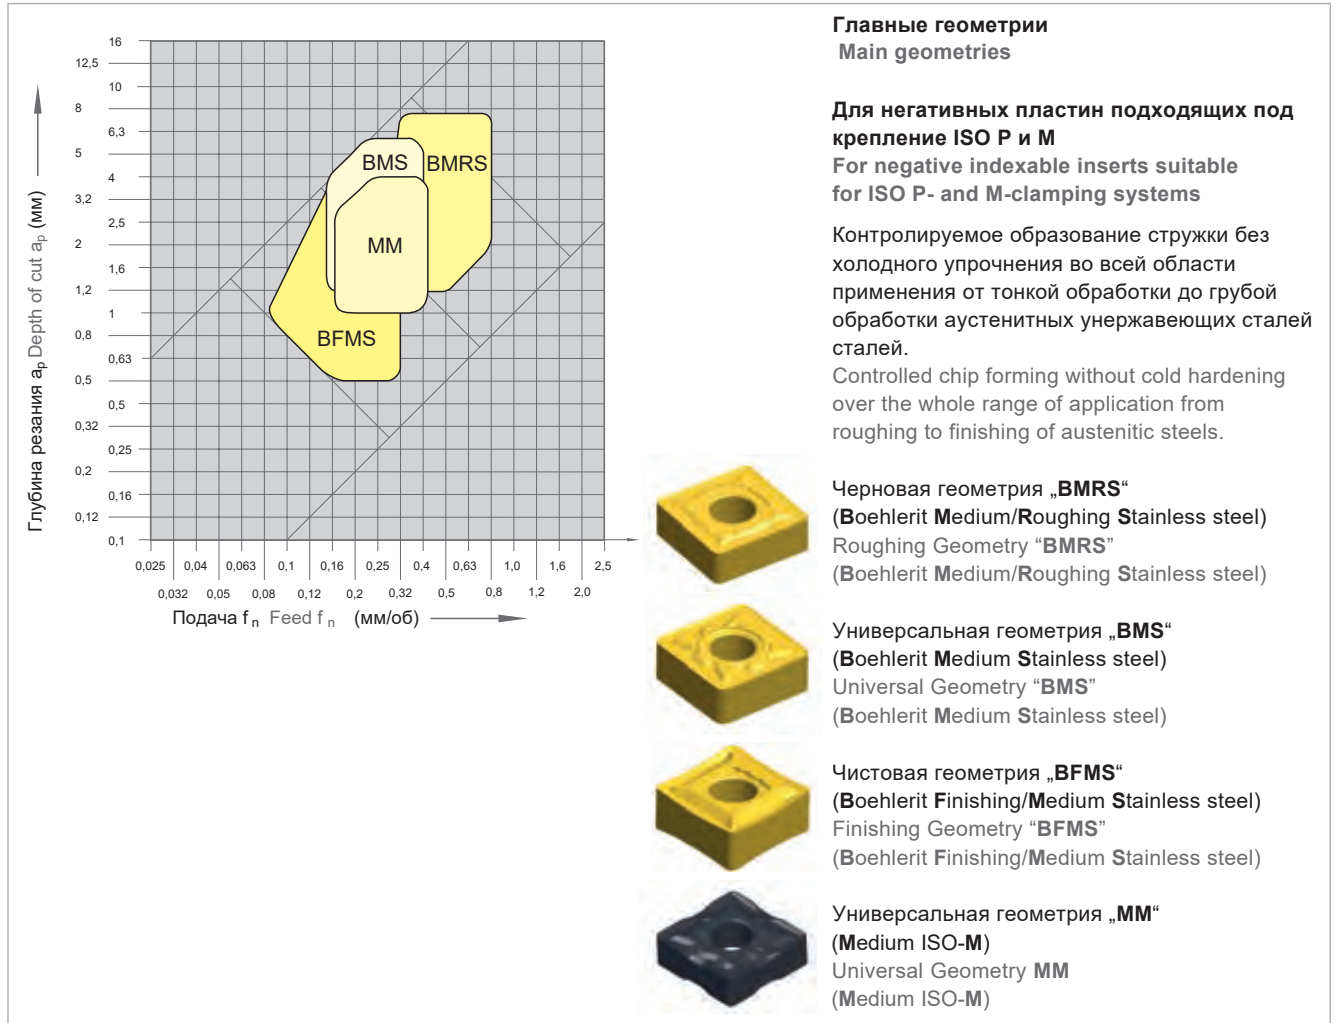 16
12,5
10
8
6,3
5
4
3,2
2,5
2
1,6
1,2
1
0,8
0,63
0,5
0,5
0,32
0,25
0,2
0,16
0,12
0,1
Глубина резания ap Depth of cut ap (мм)
BMS
BMRS
MM
BFMS
0,025 0,04 0,063 0,1 0,16 0,25 0,4 0,63 1,0 1,6 2,5
0,032 0,05 0,08 0,12 0,2 0,32 0,5 0,8 1,2 2,0
Подача f n Feed f n (мм/об)
Главные геометрии
Main geometries
Для негативных пластин подходящих под
крепление ISO P и M
For negative indexable inserts suitable
for ISO P- and M-clamping systems
Контролируемое образование стружки без
холодного упрочнения во всей области
применения от тонкой обработки до грубой
обработки аустенитных унержавеющих сталей
сталей.
Controlled chip forming without cold hardening
over the whole range of application from
roughing to finishing of austenitic steels.
Черновая геометрия „BMRS“
(Boehlerit Medium/Roughing Stainless steel)
Roughing Geometry “BMRS”
(Boehlerit Medium/Roughing Stainless steel)
Универсальная геометрия „BMS“
(Boehlerit Medium Stainless steel)
Universal Geometry “BMS”
(Boehlerit Medium Stainless steel)
Чистовая геометрия „BFMS“
(Boehlerit Finishing/Medium Stainless steel)
Finishing Geometry “BFMS”
(Boehlerit Finishing/Medium Stainless steel)
Универсальная геометрия „MM“
(Medium ISO-M)
Universal Geometry MM
(Medium ISO-M)